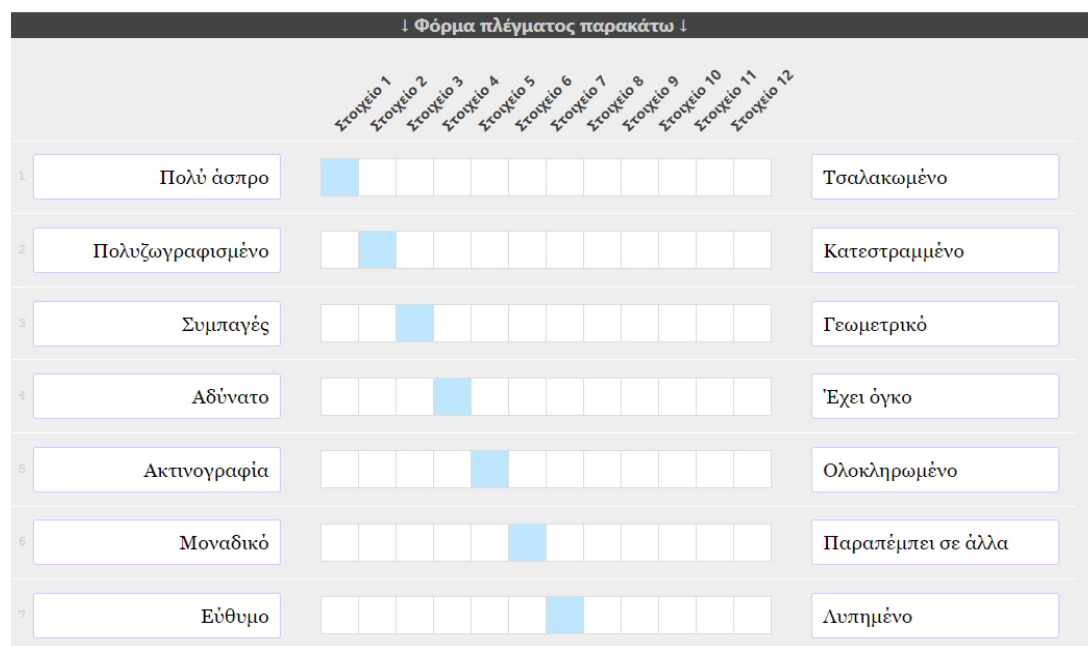 ↓ Φόρμα πλέγματος παρακάτω ↓
Στοιχείο 1
Στοιχείο 2
Στοιχείο 3
Στοιχείο 4
Στοιχείο 5
Στοιχείο 6
Στοιχείο 7
Στοιχείο 8
Στοιχείο 9
Στοιχείο 10
Στοιχείο 11
Στοιχείο 12
1 Πολύ άσπρο Τσαλακωμένο
2 Πολυζωγραφισμένο Κατεστραμμένο
3 Συμπαγές Γεωμετρικό
4 Αδύνατο Έχει όγκο
5 Ακτινογραφία Ολοκληρωμένο
6 Μοναδικό Παραπέμπει σε άλλα
7 Εύθυμο Λυπημένο